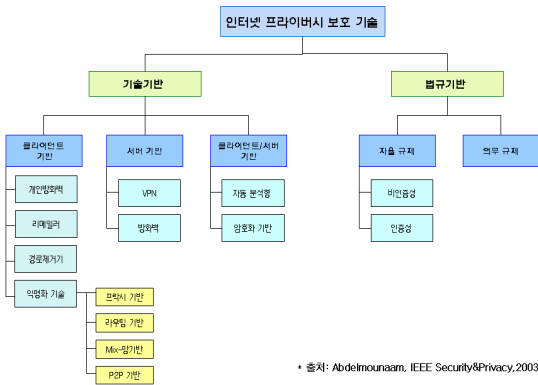 인터넷 프라이버시 보호 기술
기술기반
법규기반
클라이언트
기반
서버 기반
클라이언트/서버
기반
자율 규제
의무 규제
개인방화벽
리메일러
경로제거기
익명화 기술
VPN
방화벽
자동 분석형
암호화 기반
비인증성
인증성
프락시 기반
라우팅 기반
Mix-망기반
P2P 기반
* 출처: Abdelmounaam, IEEE Security&Privacy,2003